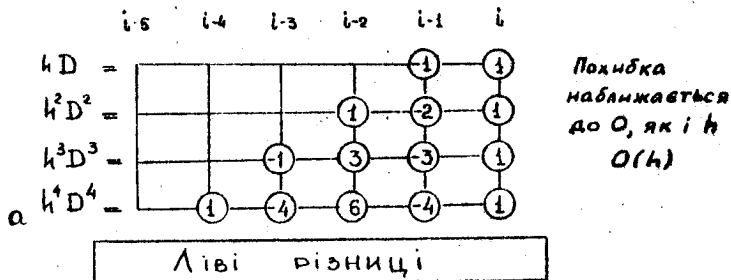 i-5 i-4 i-3 i-2 i-1 i
hD = -1 1
h²D² = 1 -2 1
h³D³ = -1 3 -3 1
а h⁴D⁴ = 1 -4 6 -4 1
Похибка
наближається
до 0, як і h
O(h)
Ліві різниці